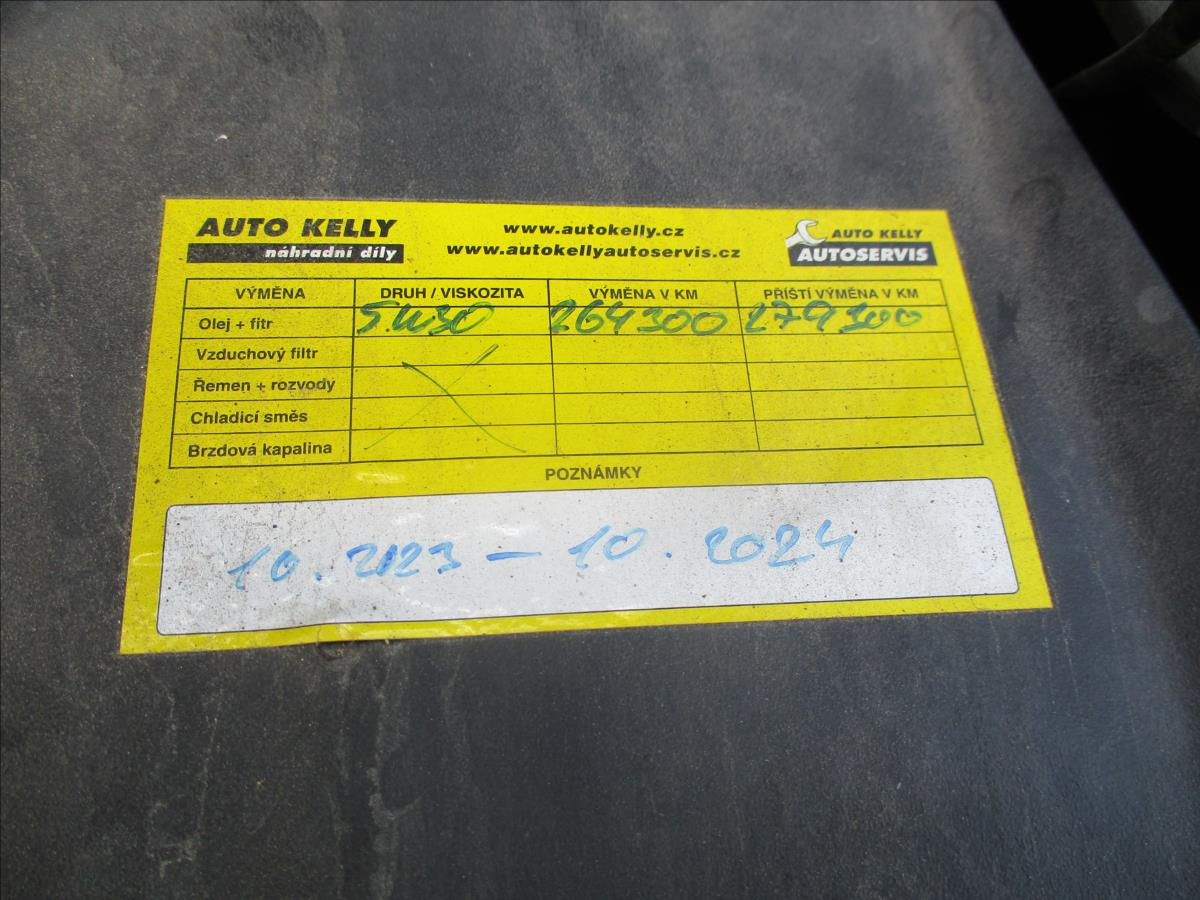 AUTO KELLY
náhradní díly
www.autokelly.cz
www.autokellyautoservis.cz
AUTO KELLY
AUTOSERVIS
VÝMĚNA DRUH / VISKOZITA VÝMĚNA V KM PŘÍŠTÍ VÝMĚNA V KM
Olej + fitr 5W30 264300 279300
Vzduchový filtr
Řemen + rozvody
Chladicí směs
Brzdová kapalina
POZNÁMKY
10. 2023 – 10. 2024